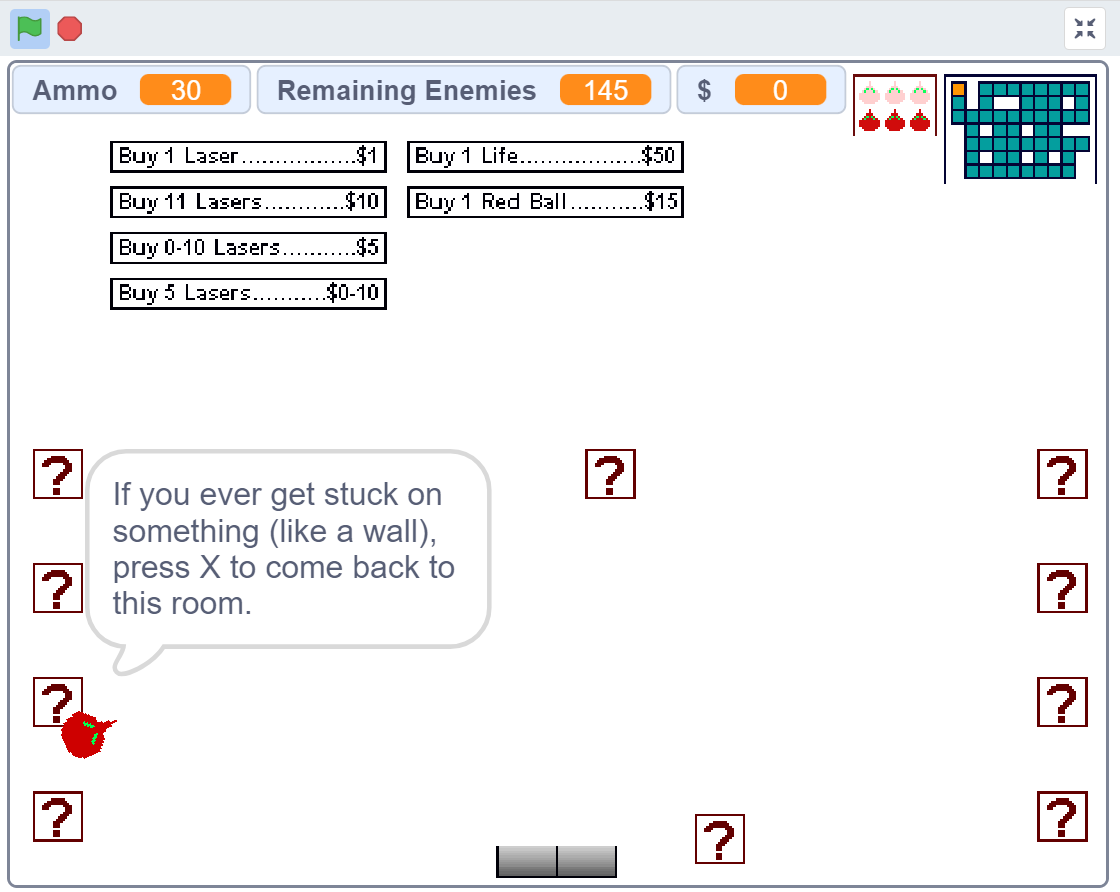 Ammo 30 Remaining Enemies 145 $ 0
Buy 1 Laser................$1 Buy 1 Life.................$50
Buy 11 Lasers............$10 Buy 1 Red Ball...........$15
Buy 0-10 Lasers...........$5
Buy 5 Lasers...........$0-10
? ? ?
If you ever get stuck on
something (like a wall),
press X to come back to
this room.
? ?
? ?
? ? ?